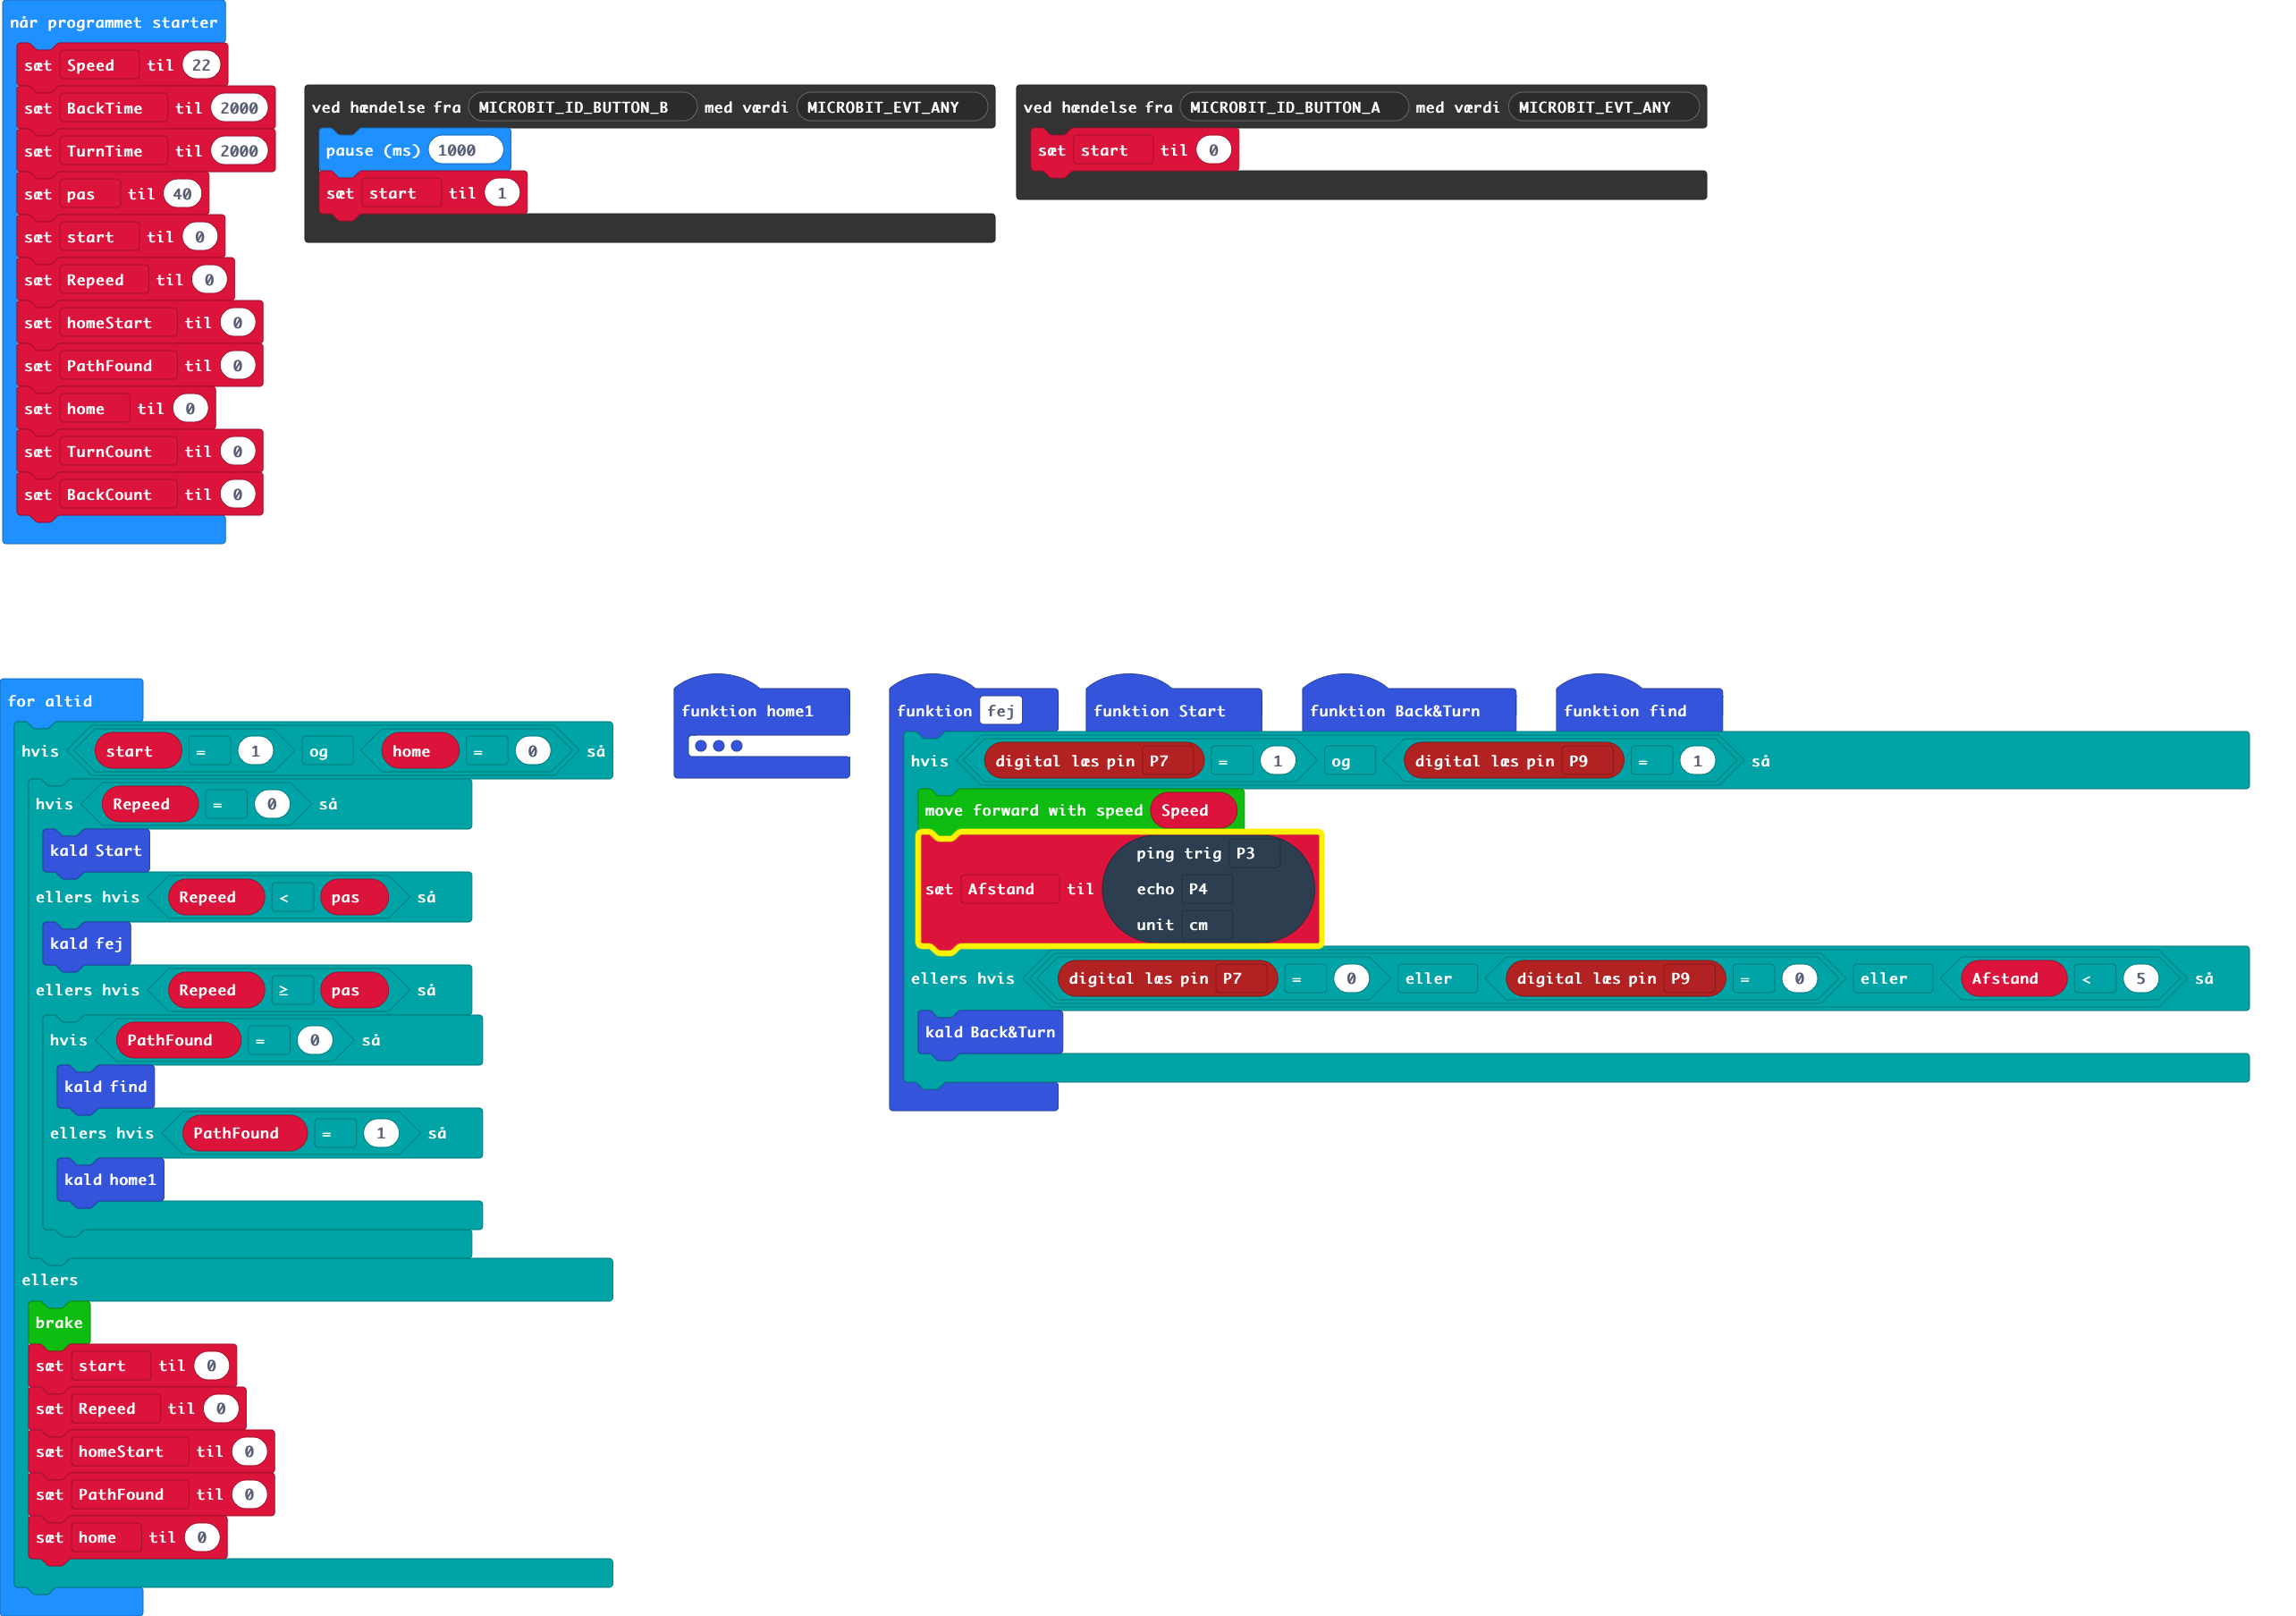 når programmet starter
sæt Speed til 22
sæt BackTime til 2000
sæt TurnTime til 2000
sæt pas til 40
sæt start til 0
sæt Repeed til 0
sæt homeStart til 0
sæt PathFound til 0
sæt home til 0
sæt TurnCount til 0
sæt BackCount til 0
ved hændelse fra MICROBIT_ID_BUTTON_B med værdi MICROBIT_EVT_ANY
pause (ms) 1000
sæt start til 1
ved hændelse fra MICROBIT_ID_BUTTON_A med værdi MICROBIT_EVT_ANY
sæt start til 0
for altid
hvis start = 1 og home = 0 så
hvis Repeed = 0 så
kald Start
ellers hvis Repeed < pas så
kald fej
ellers hvis Repeed ≥ pas så
hvis PathFound = 0 så
kald find
ellers hvis PathFound = 1 så
kald home1
ellers
brake
sæt start til 0
sæt Repeed til 0
sæt homeStart til 0
sæt PathFound til 0
sæt home til 0
funktion home1
funktion fej
funktion Start
funktion Back&Turn
funktion find
hvis digital læs pin P7 = 1 og digital læs pin P9 = 1 så
move forward with speed Speed
sæt Afstand til ping trig P3
echo P4
unit cm
ellers hvis digital læs pin P7 = 0 eller digital læs pin P9 = 0 eller Afstand < 5 så
kald Back&Turn